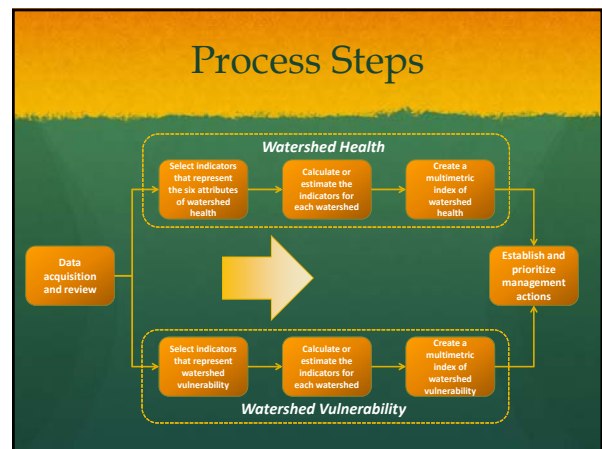 Process Steps
Watershed Health
Select indicators
that represent
the six attributes
of watershed
health
Calculate or
estimate the
indicators for
each watershed
Create a
multimetric
index of
watershed
health
Data
acquisition
and review
Establish and
prioritize
management
actions
Select indicators
that represent
watershed
vulnerability
Calculate or
estimate the
indicators for
each watershed
Create a
multimetric
index of
watershed
vulnerability
Watershed Vulnerability